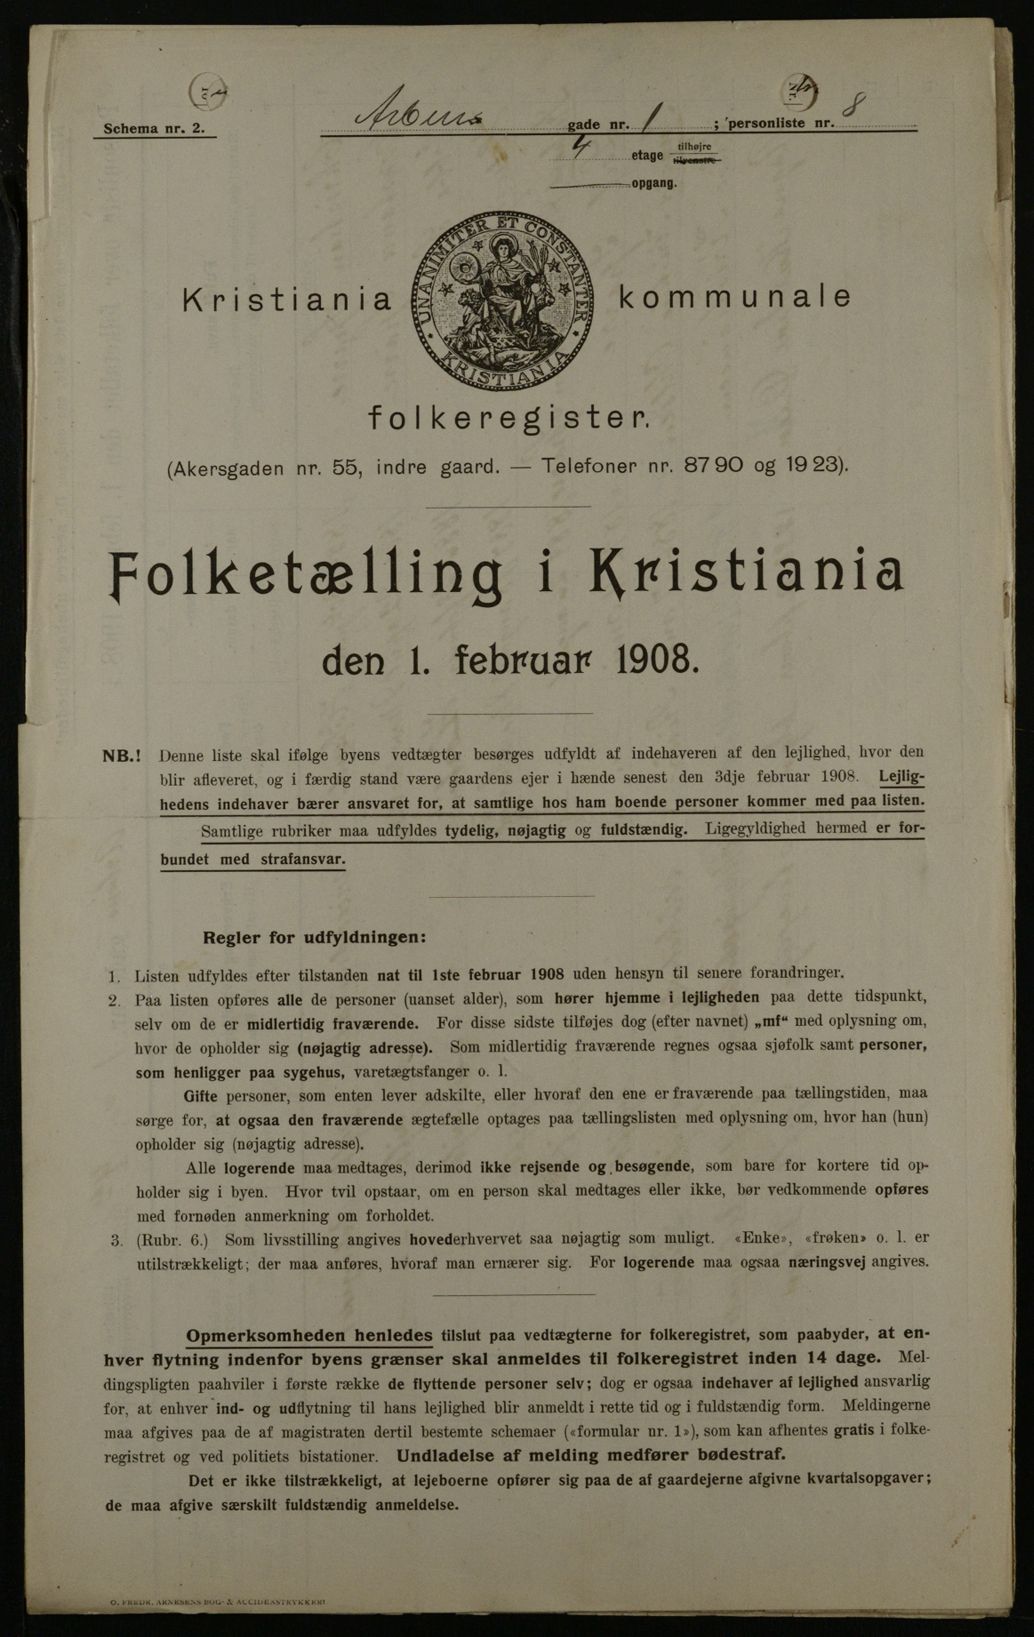 Schema nr. 2.
Arbiens gade nr. 1 ; personliste nr. 8
4 etage tilhøjre
tilvenstre
opgang.
UNANIMITER ET CONSTANTER
KRISTIANIA
Kristiania kommunale
folkeregister.
(Akersgaden nr. 55, indre gaard. — Telefoner nr. 87 90 og 19 23).
Folketælling i Kristiania
den 1. februar 1908.
NB.! Denne liste skal ifølge byens vedtægter besørges udfyldt af indehaveren af den lejlighed, hvor den
blir afleveret, og i færdig stand være gaardens ejer i hænde senest den 3dje februar 1908. Lejlig-
hedens indehaver bærer ansvaret for, at samtlige hos ham boende personer kommer med paa listen.
Samtlige rubriker maa udfyldes tydelig, nøjagtig og fuldstændig. Ligegyldighed hermed er for-
bundet med strafansvar.
Regler for udfyldningen:
1. Listen udfyldes efter tilstanden nat til 1ste februar 1908 uden hensyn til senere forandringer.
2. Paa listen opføres alle de personer (uanset alder), som hører hjemme i lejligheden paa dette tidspunkt,
selv om de er midlertidig fraværende. For disse sidste tilføjes dog (efter navnet) „mf“ med oplysning om,
hvor de opholder sig (nøjagtig adresse). Som midlertidig fraværende regnes ogsaa sjøfolk samt personer,
som henligger paa sygehus, varetægtsfanger o. l.
Gifte personer, som enten lever adskilte, eller hvoraf den ene er fraværende paa tællingstiden, maa
sørge for, at ogsaa den fraværende ægtefælle optages paa tællingslisten med oplysning om, hvor han (hun)
opholder sig (nøjagtig adresse).
Alle logerende maa medtages, derimod ikke rejsende og besøgende, som bare for kortere tid op-
holder sig i byen. Hvor tvil opstaar, om en person skal medtages eller ikke, bør vedkommende opføres
med fornøden anmerkning om forholdet.
3. (Rubr. 6.) Som livsstilling angives hovederhvervet saa nøjagtig som muligt. «Enke», «frøken» o. l. er
utilstrækkeligt; der maa anføres, hvoraf man ernærer sig. For logerende maa ogsaa næringsvej angives.
Opmerksomheden henledes tilslut paa vedtægterne for folkeregistret, som paabyder, at en-
hver flytning indenfor byens grænser skal anmeldes til folkeregistret inden 14 dage. Mel-
dingspligten paahviler i første række de flyttende personer selv; dog er ogsaa indehaver af lejlighed ansvarlig
for, at enhver ind- og udflytning til hans lejlighed blir anmeldt i rette tid og i fuldstændig form. Meldingerne
maa afgives paa de af magistraten dertil bestemte schemaer («formular nr. 1»), som kan afhentes gratis i folke-
registret og ved politiets bistationer. Undladelse af melding medfører bødestraf.
Det er ikke tilstrækkeligt, at lejeboerne opfører sig paa de af gaardejerne afgivne kvartalsopgaver;
de maa afgive særskilt fuldstændig anmeldelse.
O. FREDR. ARNESENS BOG- & ACCIDENSTRYKKERI